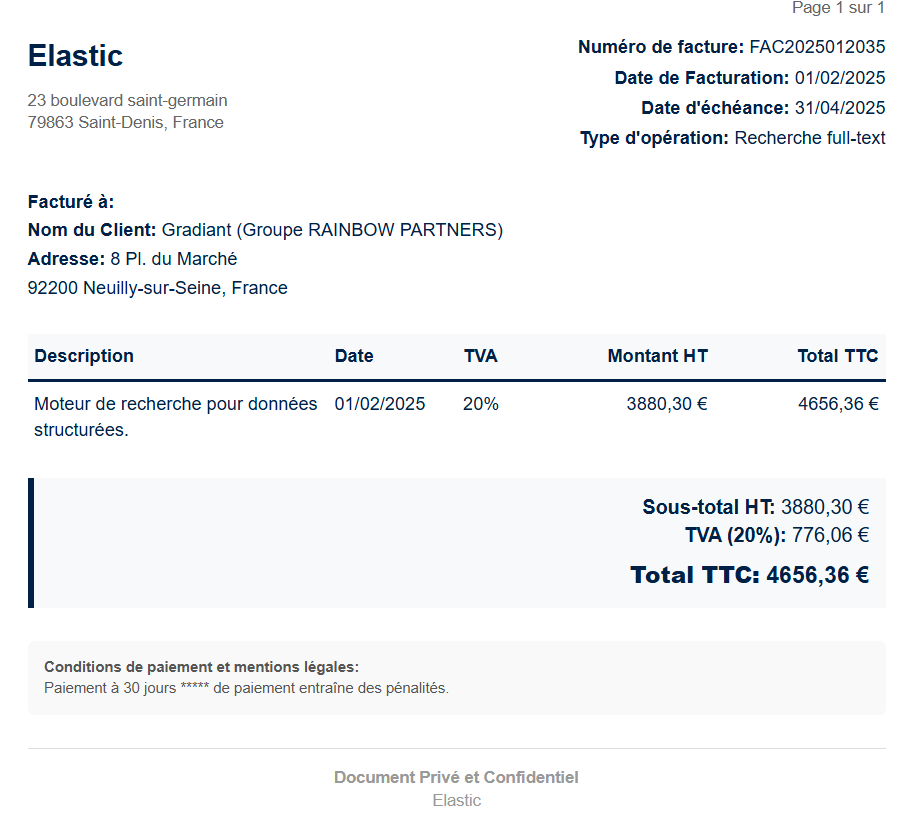 Page 1 sur 1
Elastic
23 boulevard saint-germain
79863 Saint-Denis, France
Numéro de facture: FAC2025012035
Date de Facturation: 01/02/2025
Date d'échéance: 31/04/2025
Type d'opération: Recherche full-text
Facturé à:
Nom du Client: Gradiant (Groupe RAINBOW PARTNERS)
Adresse: 8 Pl. du Marché
92200 Neuilly-sur-Seine, France
Description Date TVA Montant HT Total TTC
Moteur de recherche pour données 01/02/2025 20% 3880,30 € 4656,36 €
structurées.
Sous-total HT: 3880,30 €
TVA (20%): 776,06 €
Total TTC: 4656,36 €
Conditions de paiement et mentions légales:
Paiement à 30 jours ***** de paiement entraîne des pénalités.
Document Privé et Confidentiel
Elastic